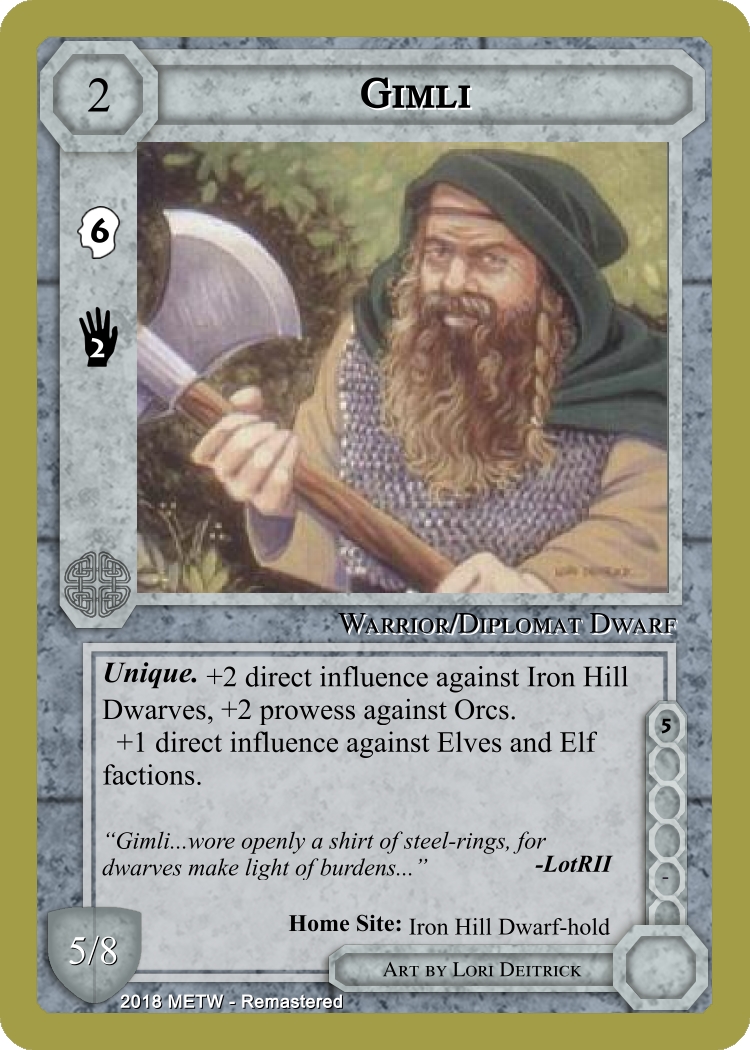 2
Gimli
6
2
LORI DEITRICK
Warrior/Diplomat Dwarf
Unique. +2 direct influence against Iron Hill
Dwarves, +2 prowess against Orcs.
+1 direct influence against Elves and Elf
factions.
5
“Gimli...wore openly a shirt of steel-rings, for
dwarves make light of burdens...” -LotRII
-
Home Site: Iron Hill Dwarf-hold
5/8
Art by Lori Deitrick
2018 METW - Remastered